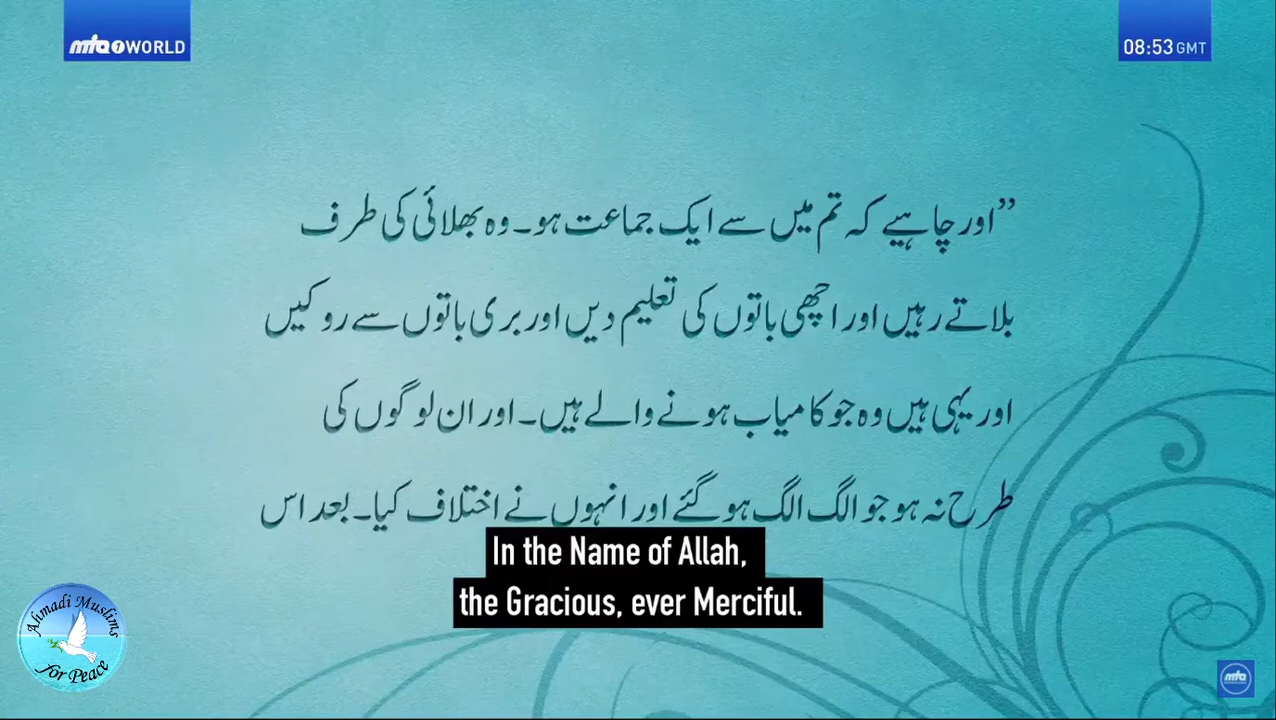 mta 1 WORLD
08:53 GMT
”اور چاہیے کہ تم میں سے ایک جماعت ہو۔ وہ بھلائی کی طرف
بلاتے رہیں اور اچھی باتوں کی تعلیم دیں اور بری باتوں سے روکیں
اور یہی ہیں وہ جو کامیاب ہونے والے ہیں۔ اور ان لوگوں کی
طرح نہ ہو جو الگ الگ ہو گئے اور انہوں نے اختلاف کیا۔ بعد اس
In the Name of Allah,
the Gracious, ever Merciful.
Ahmadi Muslims
for Peace
mta